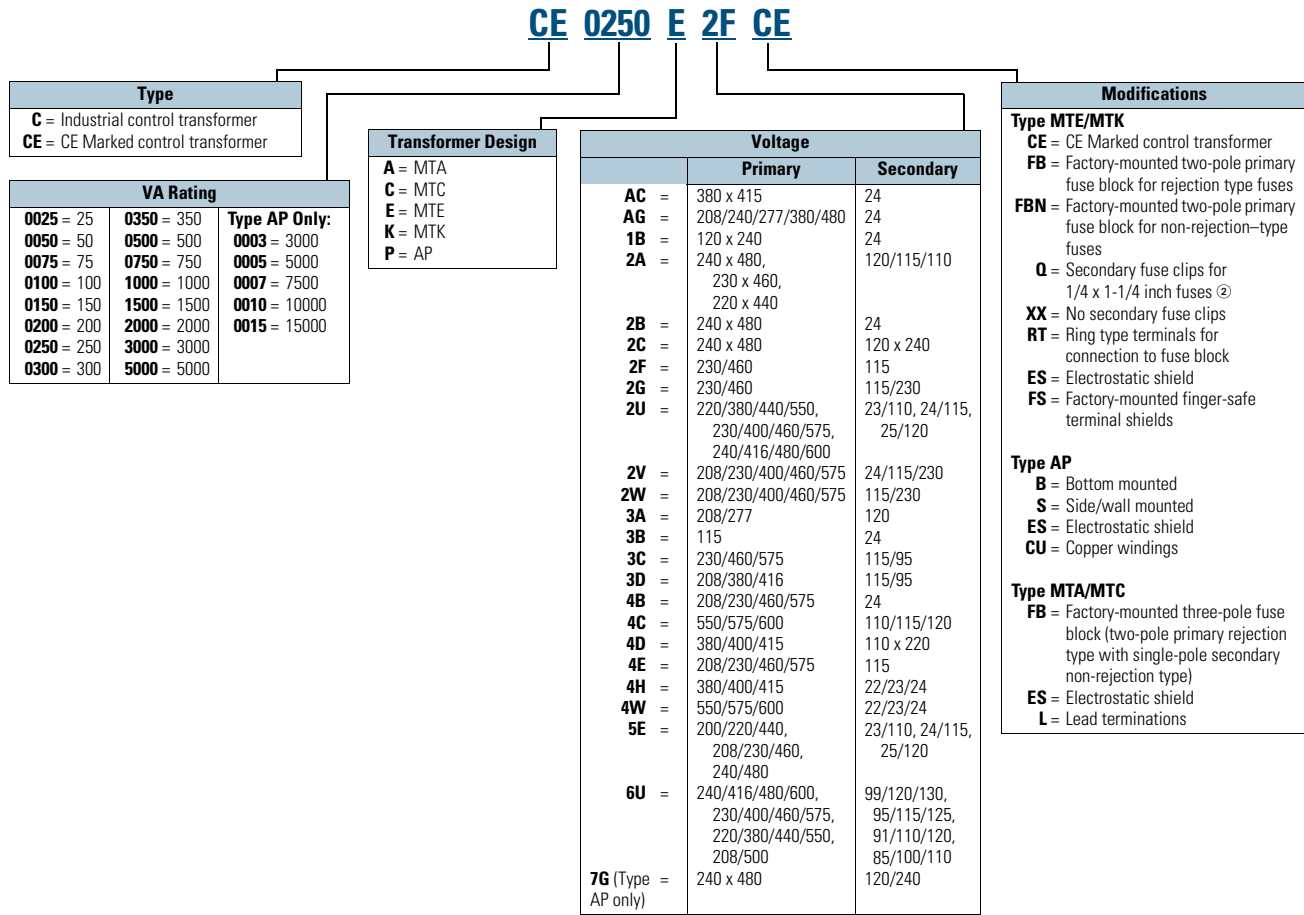 CE 0250 E 2F CE
Type
C = Industrial control transformer
CE = CE Marked control transformer
VA Rating
0025 = 25
0050 = 50
0075 = 75
0100 = 100
0150 = 150
0200 = 200
0250 = 250
0300 = 300
0350 = 350
0500 = 500
0750 = 750
1000 = 1000
1500 = 1500
2000 = 2000
3000 = 3000
5000 = 5000
Type AP Only:
0003 = 3000
0005 = 5000
0007 = 7500
0010 = 10000
0015 = 15000
Transformer Design
A = MTA
C = MTC
E = MTE
K = MTK
P = AP
Voltage
Primary Secondary
AC = 380 x 415 24
AG = 208/240/277/380/480 24
1B = 120 x 240 24
2A = 240 x 480, 120/115/110
230 x 460,
220 x 440
2B = 240 x 480 24
2C = 240 x 480 120 x 240
2F = 230/460 115
2G = 230/460 115/230
2U = 220/380/440/550, 23/110, 24/115,
230/400/460/575, 25/120
240/416/480/600
2V = 208/230/400/460/575 24/115/230
2W = 208/230/400/460/575 115/230
3A = 208/277 120
3B = 115 24
3C = 230/460/575 115/95
3D = 208/380/416 115/95
4B = 208/230/460/575 24
4C = 550/575/600 110/115/120
4D = 380/400/415 110 x 220
4E = 208/230/460/575 115
4H = 380/400/415 22/23/24
4W = 550/575/600 22/23/24
5E = 200/220/440, 23/110, 24/115,
208/230/460, 25/120
240/480
6U = 240/416/480/600, 99/120/130,
230/400/460/575, 95/115/125,
220/380/440/550, 91/110/120,
208/500 85/100/110
7G (Type = 240 x 480 120/240
AP only)
Modifications
Type MTE/MTK
CE = CE Marked control transformer
FB = Factory-mounted two-pole primary
fuse block for rejection type fuses
FBN = Factory-mounted two-pole primary
fuse block for non-rejection–type
fuses
Q = Secondary fuse clips for
1/4 x 1-1/4 inch fuses ②
XX = No secondary fuse clips
RT = Ring type terminals for
connection to fuse block
ES = Electrostatic shield
FS = Factory-mounted finger-safe
terminal shields
Type AP
B = Bottom mounted
S = Side/wall mounted
ES = Electrostatic shield
CU = Copper windings
Type MTA/MTC
FB = Factory-mounted three-pole fuse
block (two-pole primary rejection
type with single-pole secondary
non-rejection type)
ES = Electrostatic shield
L = Lead terminations